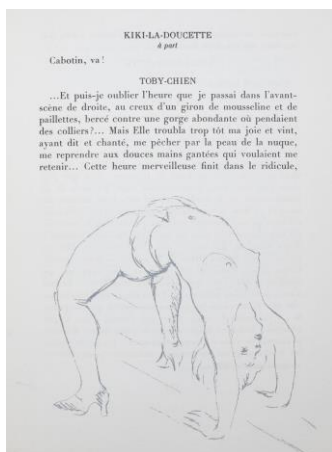 KIKI-LA-DOUCETTE
à part
Cabotin, va !
TOBY-CHIEN
...Et puis-je oublier l'heure que je passai dans l'avant-
scène de droite, au creux d'un giron de mousseline et de
paillettes, bercé contre une gorge abondante où pendaient
des colliers?... Mais Elle troubla trop tôt ma joie et vint,
ayant dit et chanté, me pêcher par la peau de la nuque,
me reprendre aux douces mains gantées qui voulaient me
retenir... Cette heure merveilleuse finit dans le ridicule,